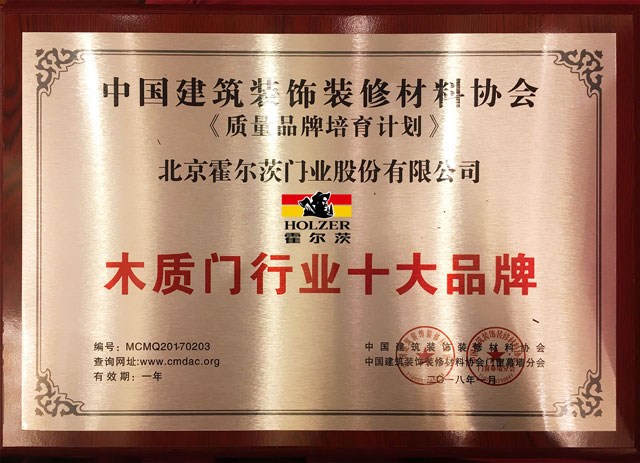 中国建筑装饰装修材料协会
《质量品牌培育计划》
北京霍尔茨门业股份有限公司
HOLZER
霍尔茨
木质门行业十大品牌
编号：MCMQ20170203
查询网址:www.cmdac.org
有效期：一年
中国建筑装饰装修材料协会
中国建筑装饰装修材料协会门窗幕墙分会
二〇一八年一月